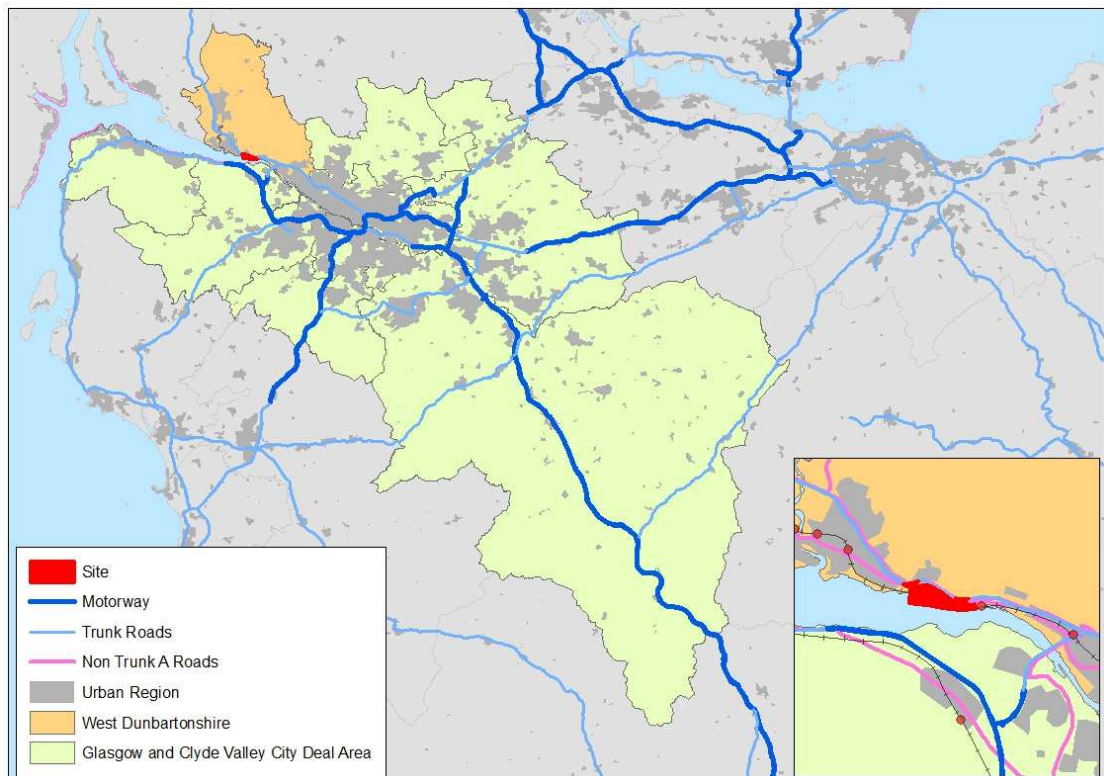 Site
Motorway
Trunk Roads
Non Trunk A Roads
Urban Region
West Dunbartonshire
Glasgow and Clyde Valley City Deal Area